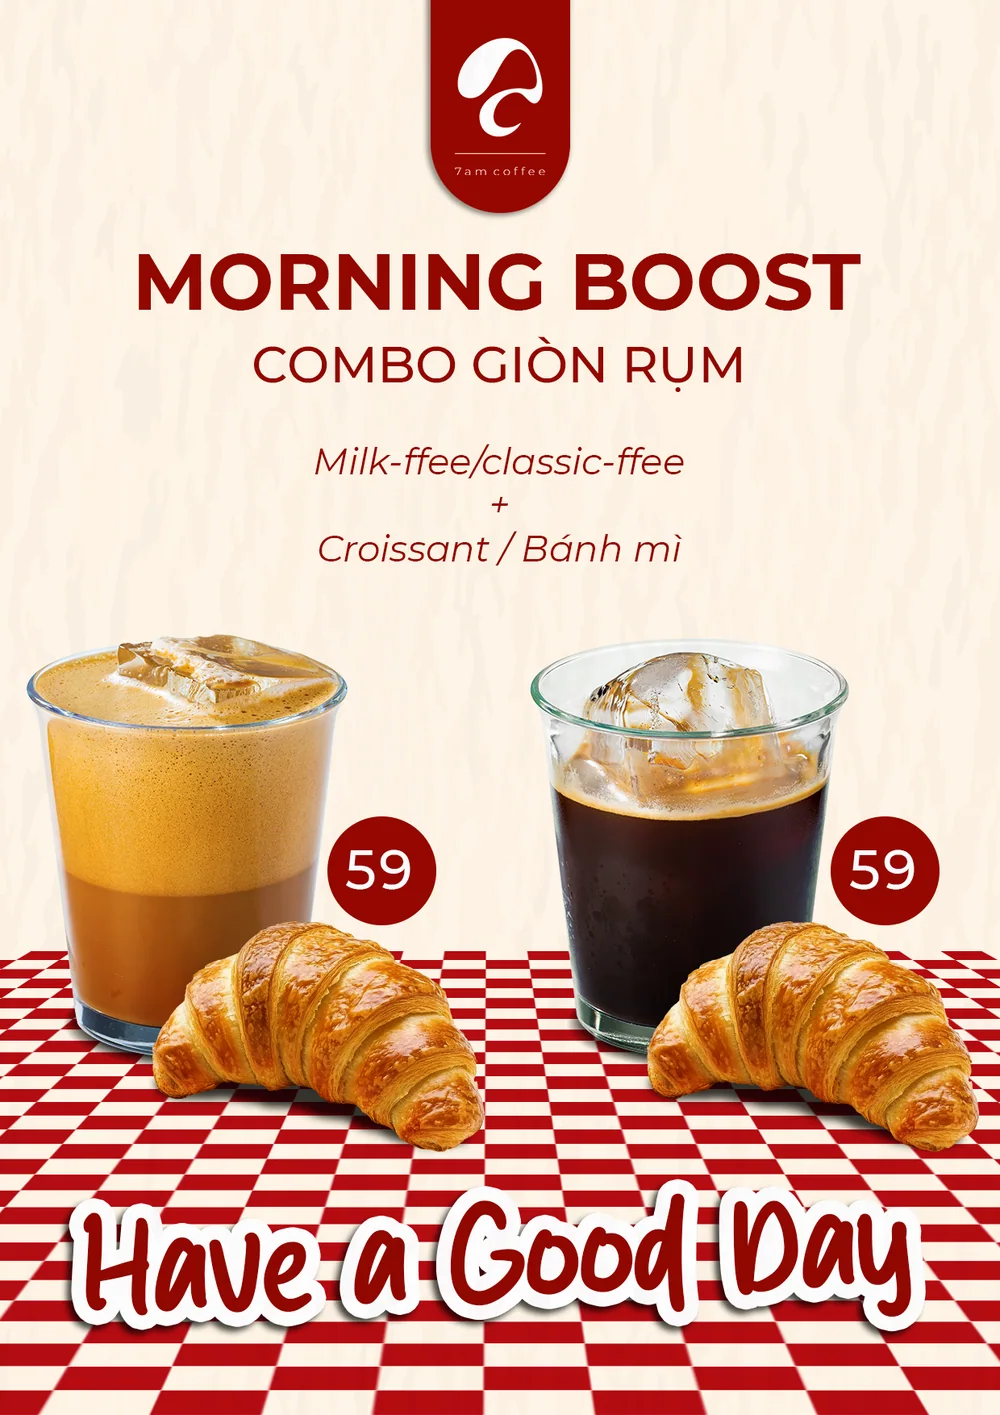 7am coffee
MORNING BOOST
COMBO GIÒN RỤM
Milk-ffee/classic-ffee
+
Croissant / Bánh mì
59
59
Have a Good Day